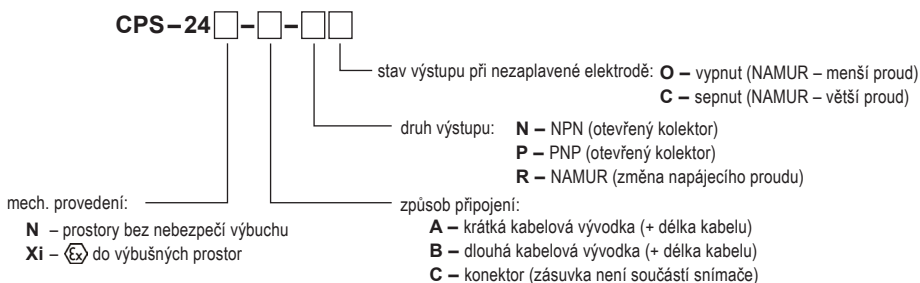 CPS–24 – –
stav výstupu při nezaplavené elektrodě: O – vypnut (NAMUR – menší proud)
C – sepnut (NAMUR – větší proud)
druh výstupu: N – NPN (otevřený kolektor)
P – PNP (otevřený kolektor)
R – NAMUR (změna napájecího proudu)
mech. provedení:
N – prostory bez nebezpečí výbuchu
Xi – εx do výbušných prostor
způsob připojení:
A – krátká kabelová vývodka (+ délka kabelu)
B – dlouhá kabelová vývodka (+ délka kabelu)
C – konektor (zásuvka není součástí snímače)